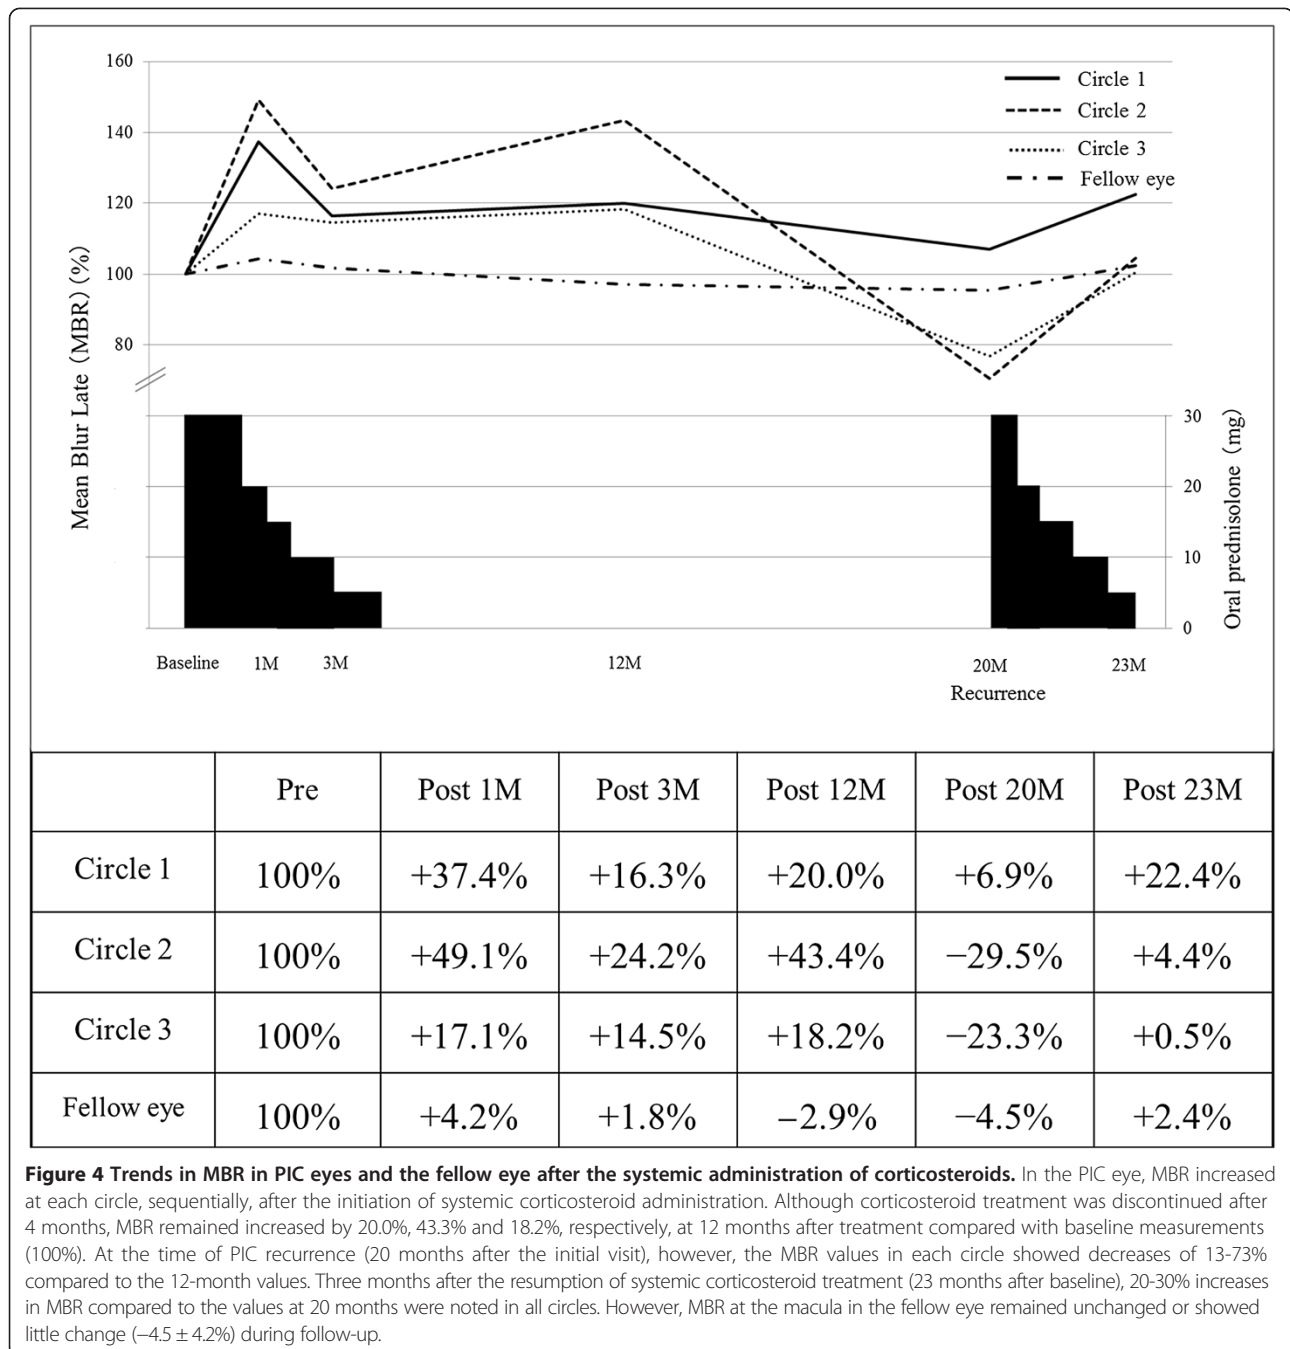 160
140
120
100
80
Mean Blur Late (MBR) (%)
Circle 1
Circle 2
Circle 3
Fellow eye
30
20
10
0
Oral prednisolone (mg)
Baseline 1M 3M 12M 20M 23M
Recurrence
Pre Post 1M Post 3M Post 12M Post 20M Post 23M
Circle 1 100% +37.4% +16.3% +20.0% +6.9% +22.4%
Circle 2 100% +49.1% +24.2% +43.4% −29.5% +4.4%
Circle 3 100% +17.1% +14.5% +18.2% −23.3% +0.5%
Fellow eye 100% +4.2% +1.8% −2.9% −4.5% +2.4%
Figure 4 Trends in MBR in PIC eyes and the fellow eye after the systemic administration of corticosteroids. In the PIC eye, MBR increased
at each circle, sequentially, after the initiation of systemic corticosteroid administration. Although corticosteroid treatment was discontinued after
4 months, MBR remained increased by 20.0%, 43.3% and 18.2%, respectively, at 12 months after treatment compared with baseline measurements
(100%). At the time of PIC recurrence (20 months after the initial visit), however, the MBR values in each circle showed decreases of 13-73%
compared to the 12-month values. Three months after the resumption of systemic corticosteroid treatment (23 months after baseline), 20-30% increases
in MBR compared to the values at 20 months were noted in all circles. However, MBR at the macula in the fellow eye remained unchanged or showed
little change (−4.5 ± 4.2%) during follow-up.